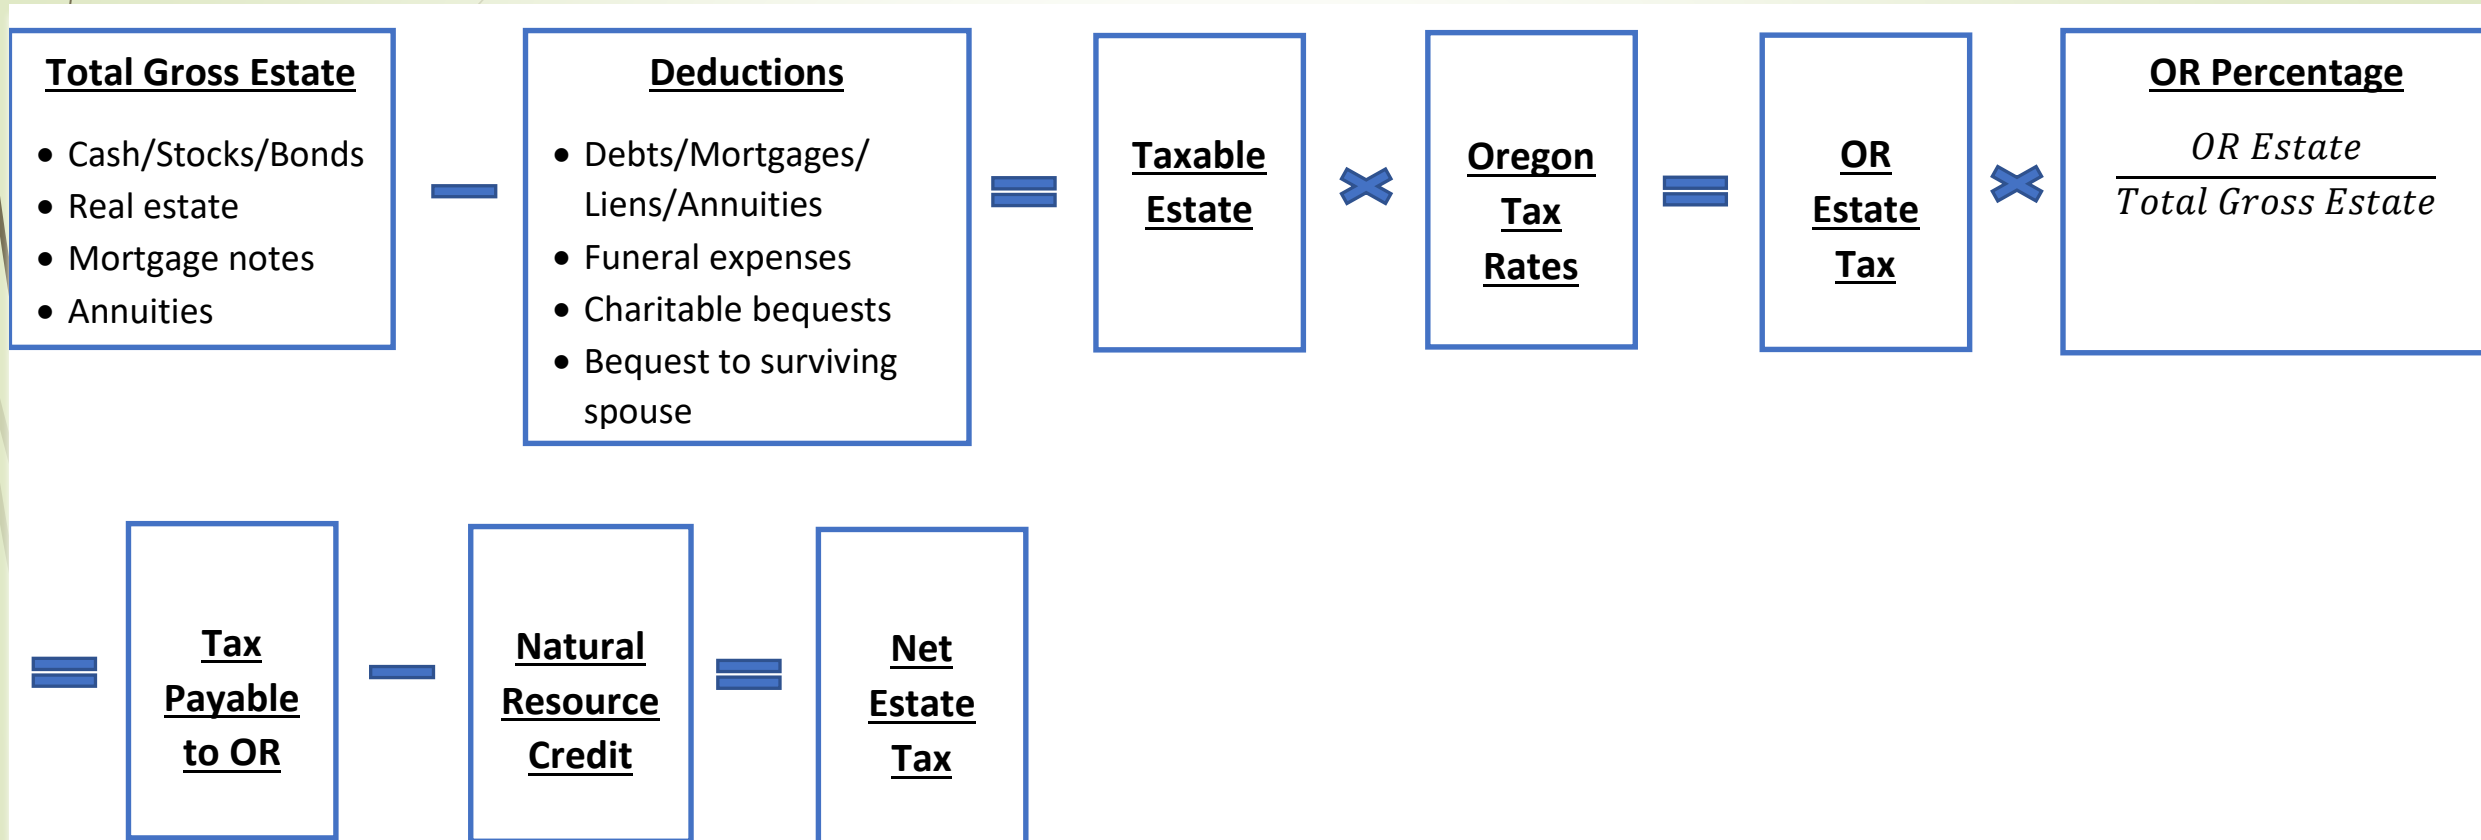 Total Gross Estate
• Cash/Stocks/Bonds
• Real estate
• Mortgage notes
• Annuities
Deductions
• Debts/Mortgages/
Liens/Annuities
• Funeral expenses
• Charitable bequests
• Bequest to surviving
spouse
Taxable
Estate
Oregon
Tax
Rates
OR
Estate
Tax
OR Percentage
OR Estate
Total Gross Estate
Tax
Payable
to OR
Natural
Resource
Credit
Net
Estate
Tax